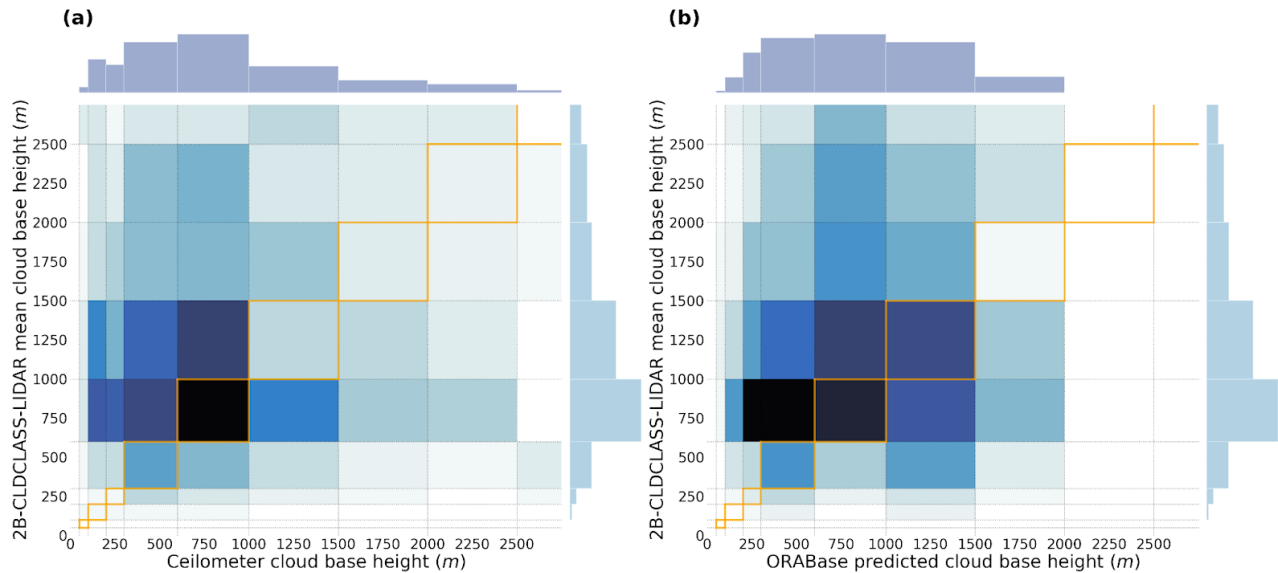 (a)
2B-CLDCLASS-LIDAR mean cloud base height (m)
2500
2250
2000
1750
1500
1250
1000
750
500
250
0
0 250 500 750 1000 1250 1500 1750 2000 2250 2500
Ceilometer cloud base height (m)
(b)
2B-CLDCLASS-LIDAR mean cloud base height (m)
2500
2250
2000
1750
1500
1250
1000
750
500
250
0
0 250 500 750 1000 1250 1500 1750 2000 2250 2500
ORABase predicted cloud base height (m)